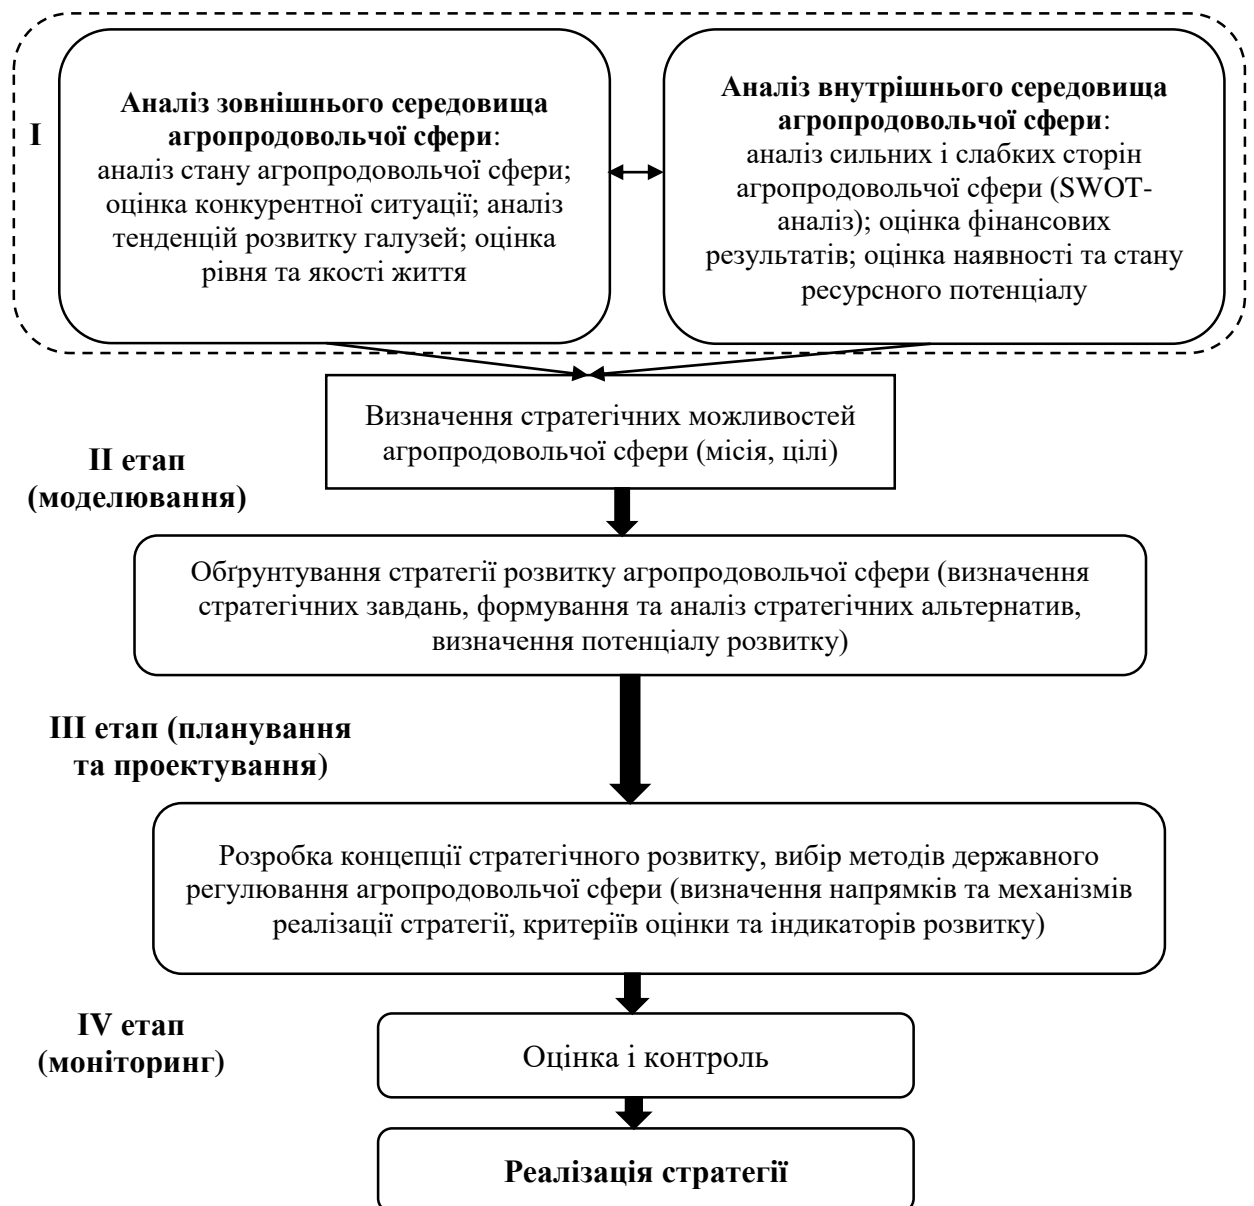 I
Аналіз зовнішнього середовища
агропродовольчої сфери:
аналіз стану агропродовольчої сфери;
оцінка конкурентної ситуації; аналіз
тенденцій розвитку галузей; оцінка
рівня та якості життя
Аналіз внутрішнього середовища
агропродовольчої сфери:
аналіз сильних і слабких сторін
агропродовольчої сфери (SWOT-
аналіз); оцінка фінансових
результатів; оцінка наявності та стану
ресурсного потенціалу
Визначення стратегічних можливостей
агропродовольчої сфери (місія, цілі)
II етап
(моделювання)
Обґрунтування стратегії розвитку агропродовольчої сфери (визначення
стратегічних завдань, формування та аналіз стратегічних альтернатив,
визначення потенціалу розвитку)
III етап (планування
та проектування)
Розробка концепції стратегічного розвитку, вибір методів державного
регулювання агропродовольчої сфери (визначення напрямків та механізмів
реалізації стратегії, критеріїв оцінки та індикаторів розвитку)
IV етап
(моніторинг)
Оцінка і контроль
Реалізація стратегії